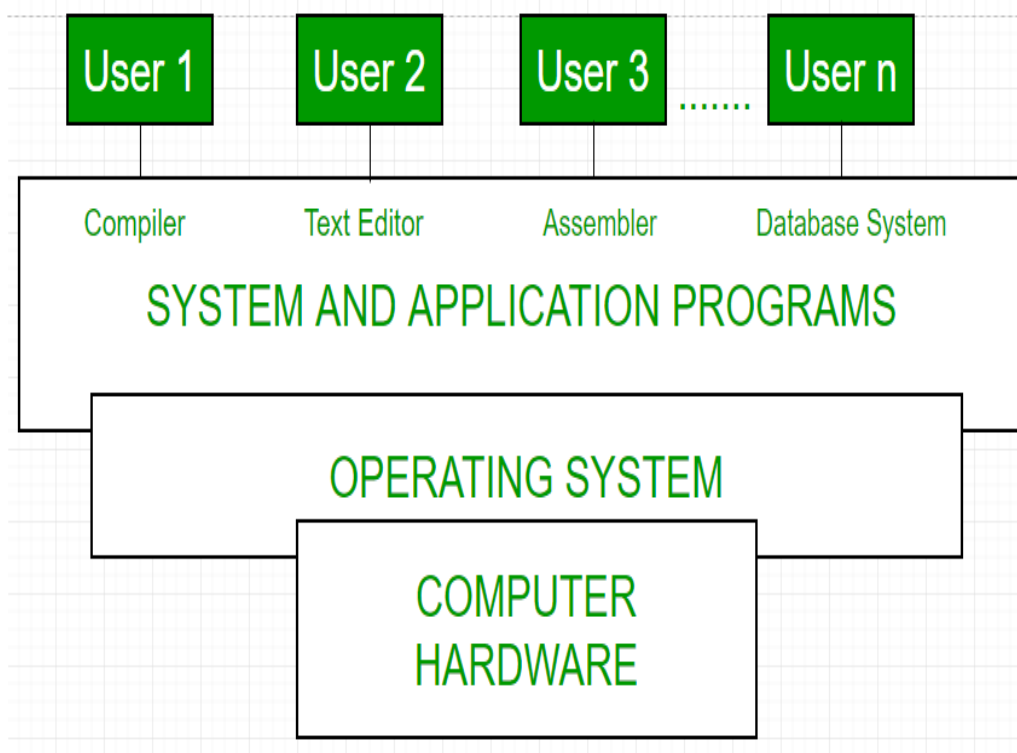 User 1 User 2 User 3 ....... User n
Compiler Text Editor Assembler Database System
SYSTEM AND APPLICATION PROGRAMS
OPERATING SYSTEM
COMPUTER
HARDWARE